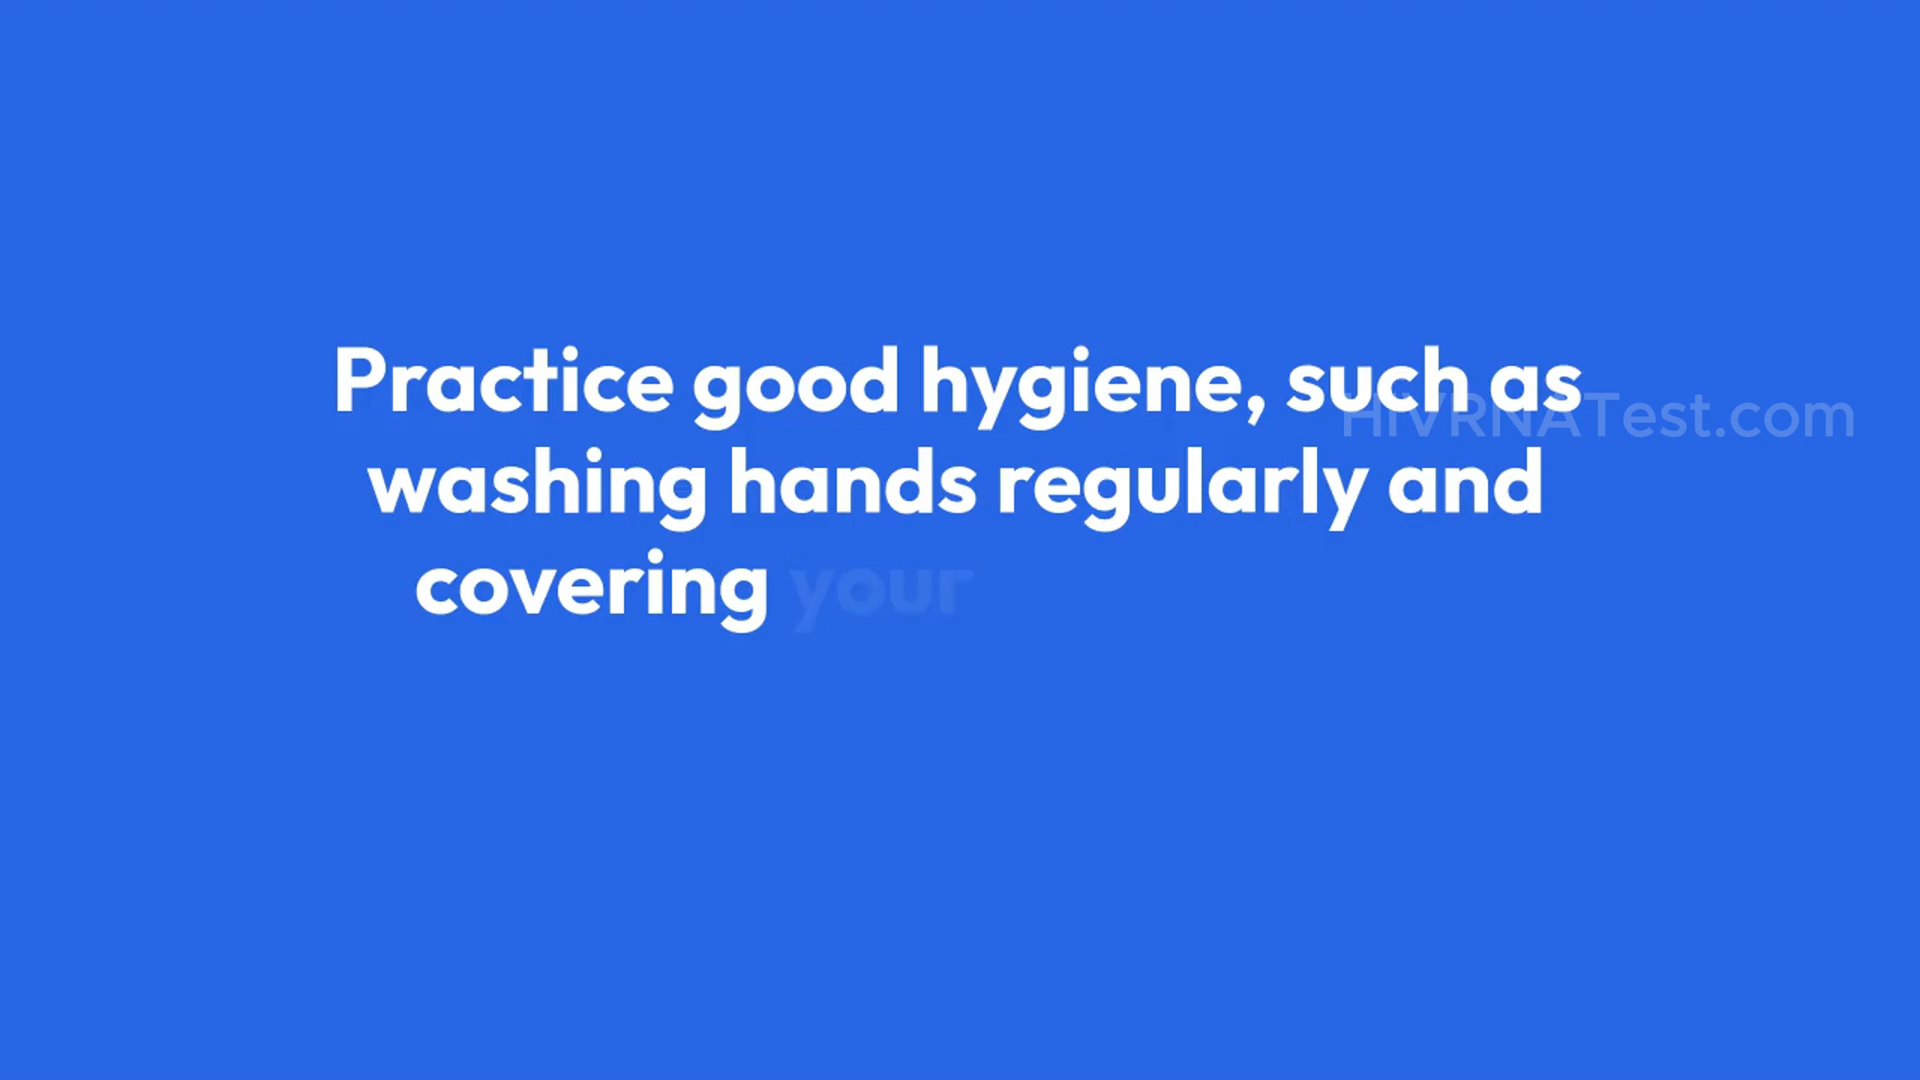 Practice good hygiene, such as
HIVRNATest.com
washing hands regularly and
covering your